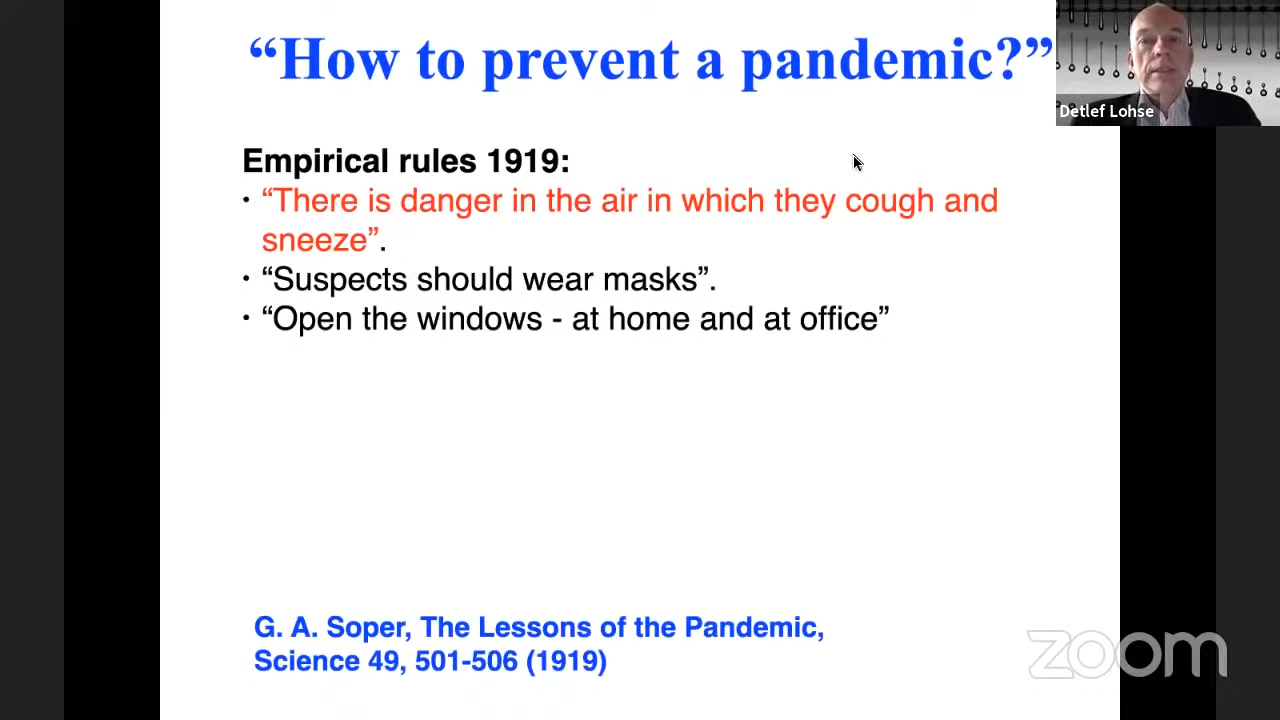 “How to prevent a pandemic?”
Detlef Lohse
Empirical rules 1919:
• “There is danger in the air in which they cough and
sneeze”.
• “Suspects should wear masks”.
• “Open the windows - at home and at office”
G. A. Soper, The Lessons of the Pandemic,
Science 49, 501-506 (1919)
zoom